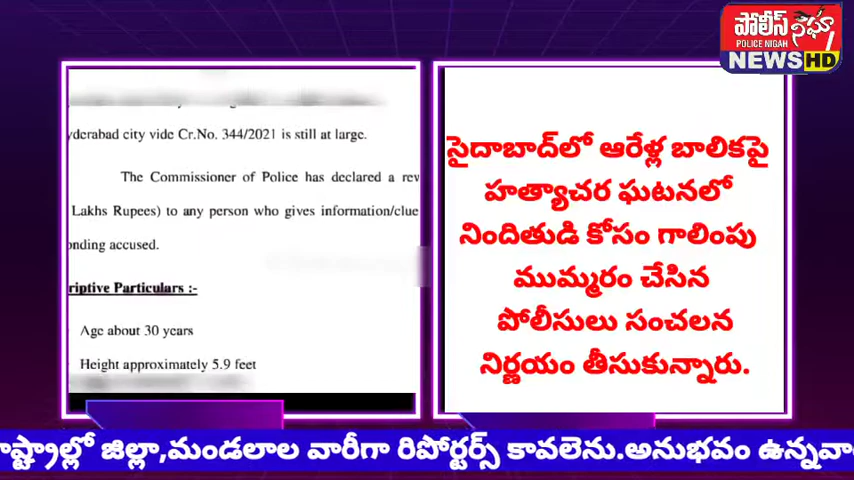 పోలీస్ నిఘా
POLICE NIGAH
NEWS HD
yderabad city vide Cr.No. 344/2021 is still at large.
The Commissioner of Police has declared a rev
Lakhs Rupees) to any person who gives information/clue
onding accused.
riptive Particulars :-
Age about 30 years
Height approximately 5.9 feet
సైదాబాద్‌లో ఆరేళ్ల బాలికపై
హత్యాచర ఘటనలో
నిందితుడి కోసం గాలింపు
ముమ్మరం చేసిన
పోలీసులు సంచలన
నిర్ణయం తీసుకున్నారు.
ాష్ట్రాల్లో జిల్లా,మండలాల వారీగా రిపోర్టర్స్ కావలెను.అనుభవం ఉన్నవా